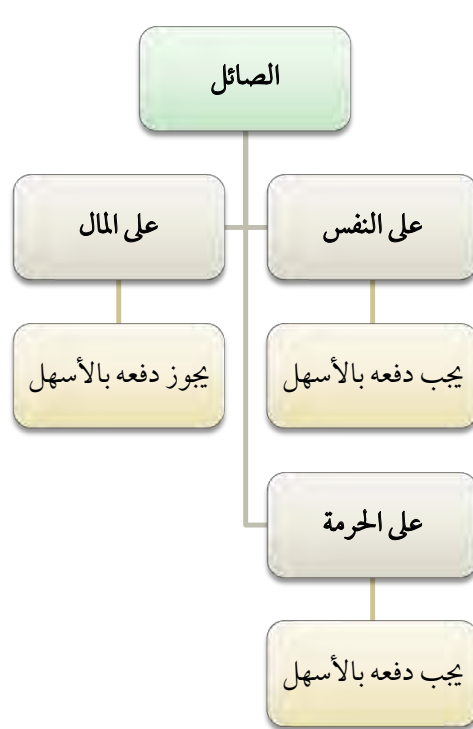 الصائل
على النفس
على المال
يجب دفعه بالأسهل
يجوز دفعه بالأسهل
على الحرمة
يجب دفعه بالأسهل